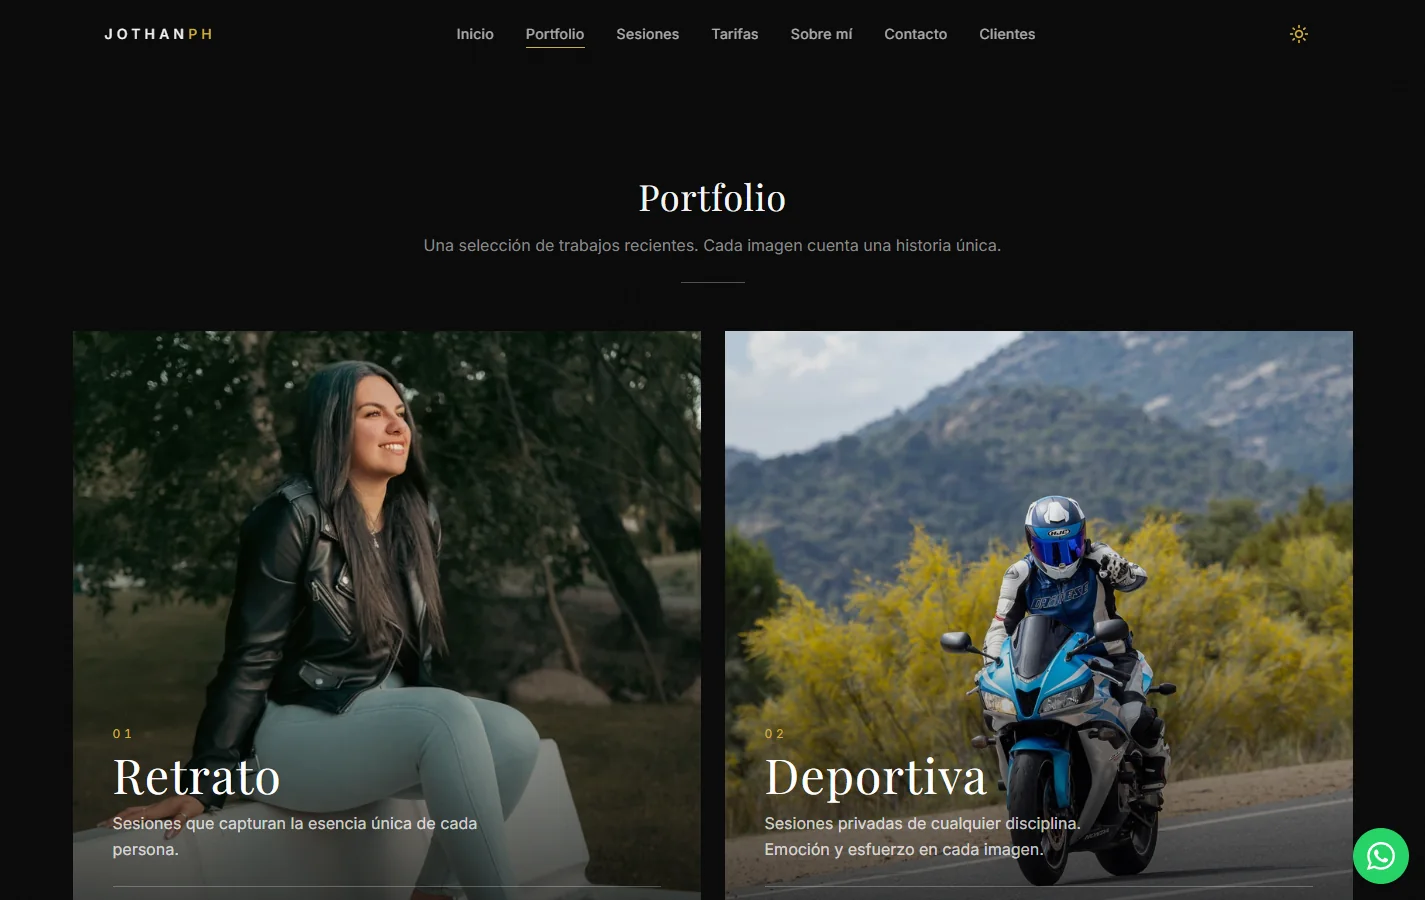 JOTHANPH
Inicio
Portfolio
Sesiones
Tarifas
Sobre mí
Contacto
Clientes
Portfolio
Una selección de trabajos recientes. Cada imagen cuenta una historia única.
01
Retrato
Sesiones que capturan la esencia única de cada
persona.
HJC
DAINESE
02
Deportiva
Sesiones privadas de cualquier disciplina.
Emoción y esfuerzo en cada imagen.